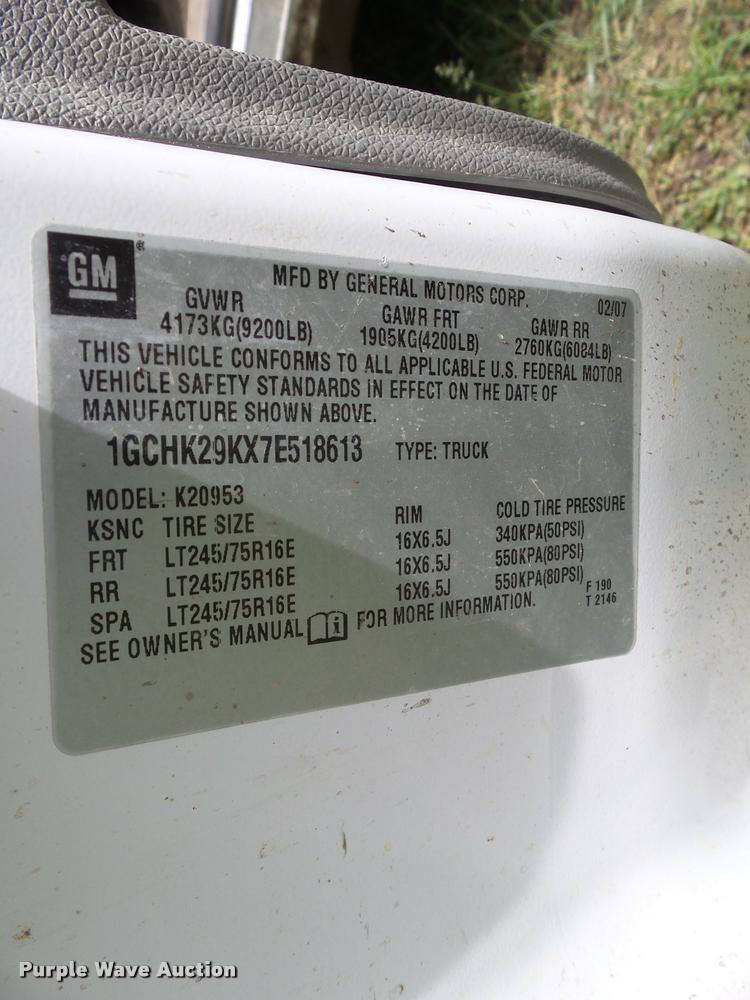 GM ®
MFD BY GENERAL MOTORS CORP. 02/07
GVWR GAWR FRT GAWR RR
4173KG(9200LB) 1905KG(4200LB) 2760KG(6084LB)
THIS VEHICLE CONFORMS TO ALL APPLICABLE U.S. FEDERAL MOTOR
VEHICLE SAFETY STANDARDS IN EFFECT ON THE DATE OF
MANUFACTURE SHOWN ABOVE.
1GCHK29KX7E518613 TYPE: TRUCK
MODEL: K20953
KSNC TIRE SIZE RIM COLD TIRE PRESSURE
FRT LT245/75R16E 16X6.5J 340KPA(50PSI)
RR LT245/75R16E 16X6.5J 550KPA(80PSI)
SPA LT245/75R16E 16X6.5J 550KPA(80PSI)
SEE OWNER'S MANUAL i FOR MORE INFORMATION.
F 190
T 2146
Purple Wave Auction